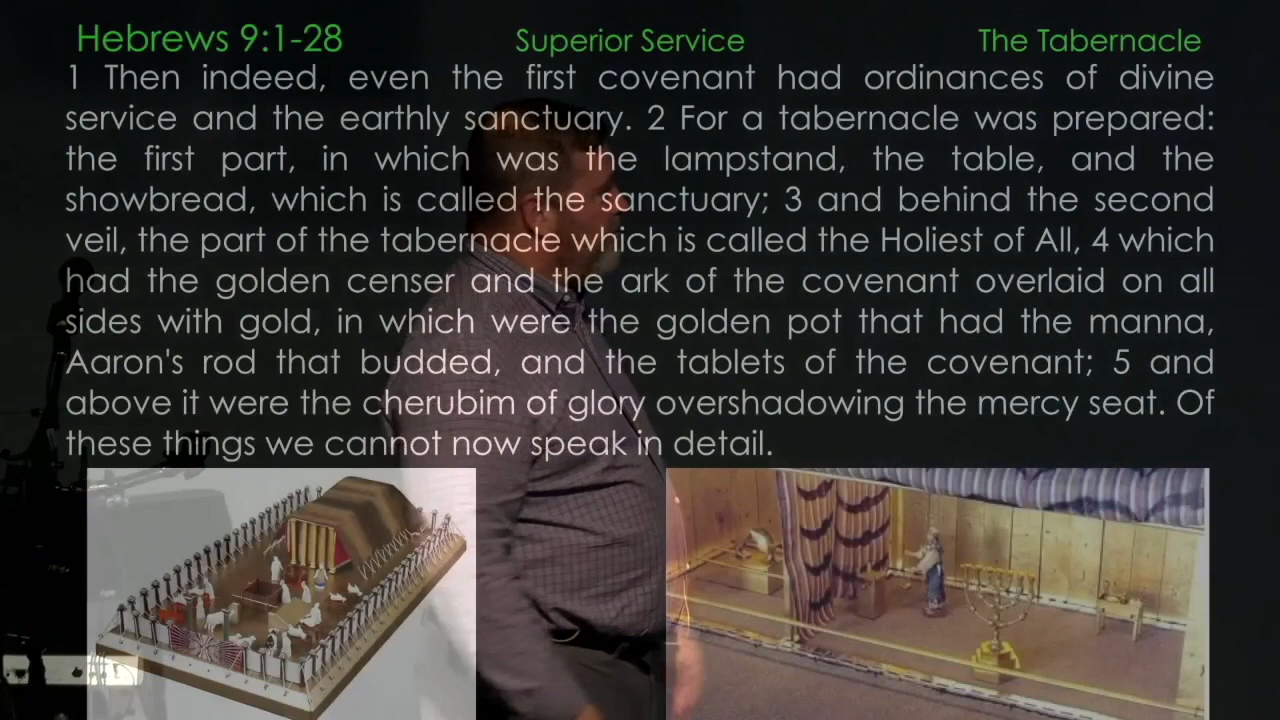 Hebrews 9:1-28 Superior Service The Tabernacle
1 Then indeed, even the first covenant had ordinances of divine
service and the earthly sanctuary. 2 For a tabernacle was prepared:
the first part, in which was the lampstand, the table, and the
showbread, which is called the sanctuary; 3 and behind the second
veil, the part of the tabernacle which is called the Holiest of All, 4 which
had the golden censer and the ark of the covenant overlaid on all
sides with gold, in which were the golden pot that had the manna,
Aaron's rod that budded, and the tablets of the covenant; 5 and
above it were the cherubim of glory overshadowing the mercy seat. Of
these things we cannot now speak in detail.